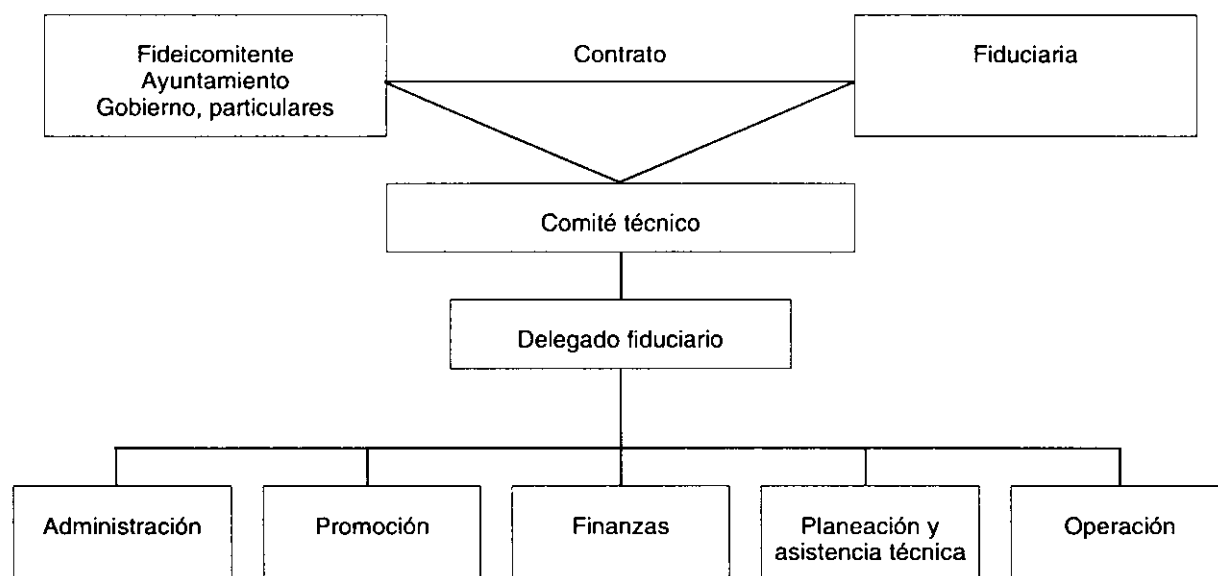 Fideicomitente
Ayuntamiento
Gobierno, particulares
Contrato
Fiduciaria
Comité técnico
Delegado fiduciario
Administración
Promoción
Finanzas
Planeación y
asistencia técnica
Operación